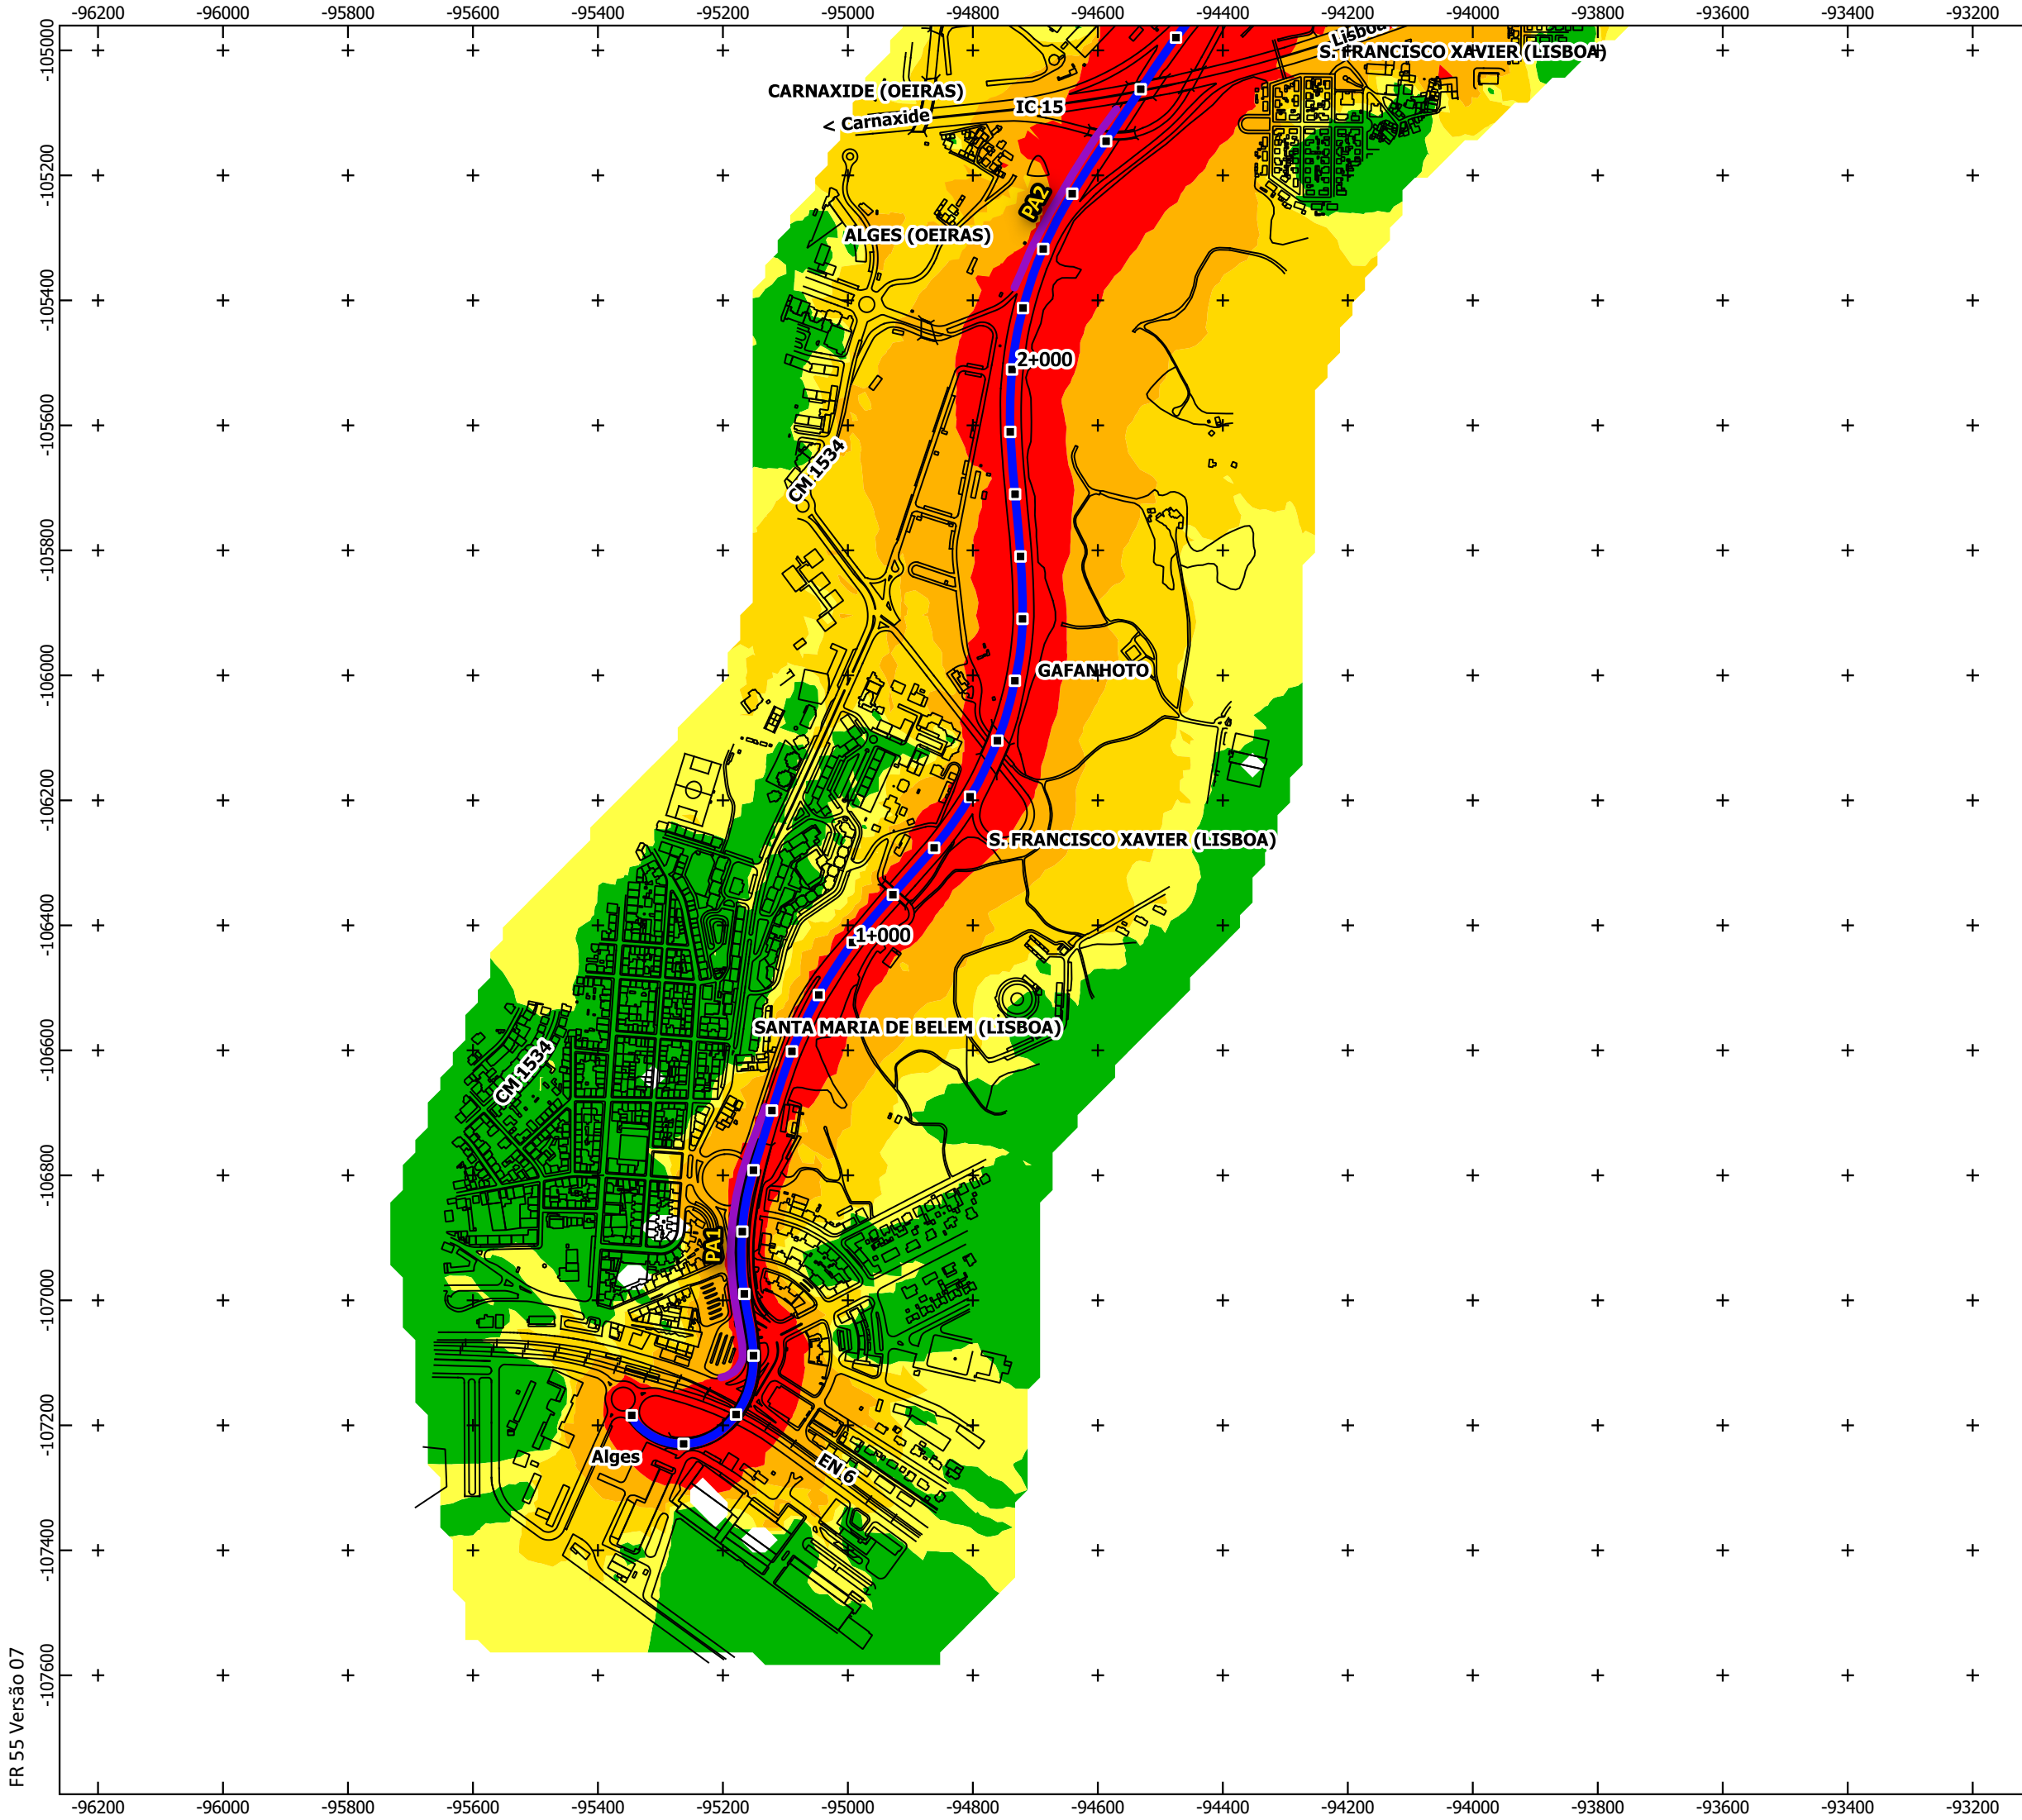 -96200 -96000 -95800 -95600 -95400 -95200 -95000 -94800 -94600 -94400 -94200 -94000 -93800 -93600 -93400 -93200
Lisboa
-105000
S. FRANCISCO XAVIER (LISBOA)
CARNAXIDE (OEIRAS)
IC 15
< Carnaxide
-105200
PA2
ALGES (OEIRAS)
-105400
2+000
-105600
CM 1534
-105800
GAFANHOTO
-106000
-106200
S. FRANCISCO XAVIER (LISBOA)
-106400
1+000
SANTA MARIA DE BELEM (LISBOA)
-106600
CM 1534
-106800
PA1
-107000
-107200
Alges
EN 6
-107400
-107600
FR 55 Versão 07
-96200 -96000 -95800 -95600 -95400 -95200 -95000 -94800 -94600 -94400 -94200 -94000 -93800 -93600 -93400 -93200